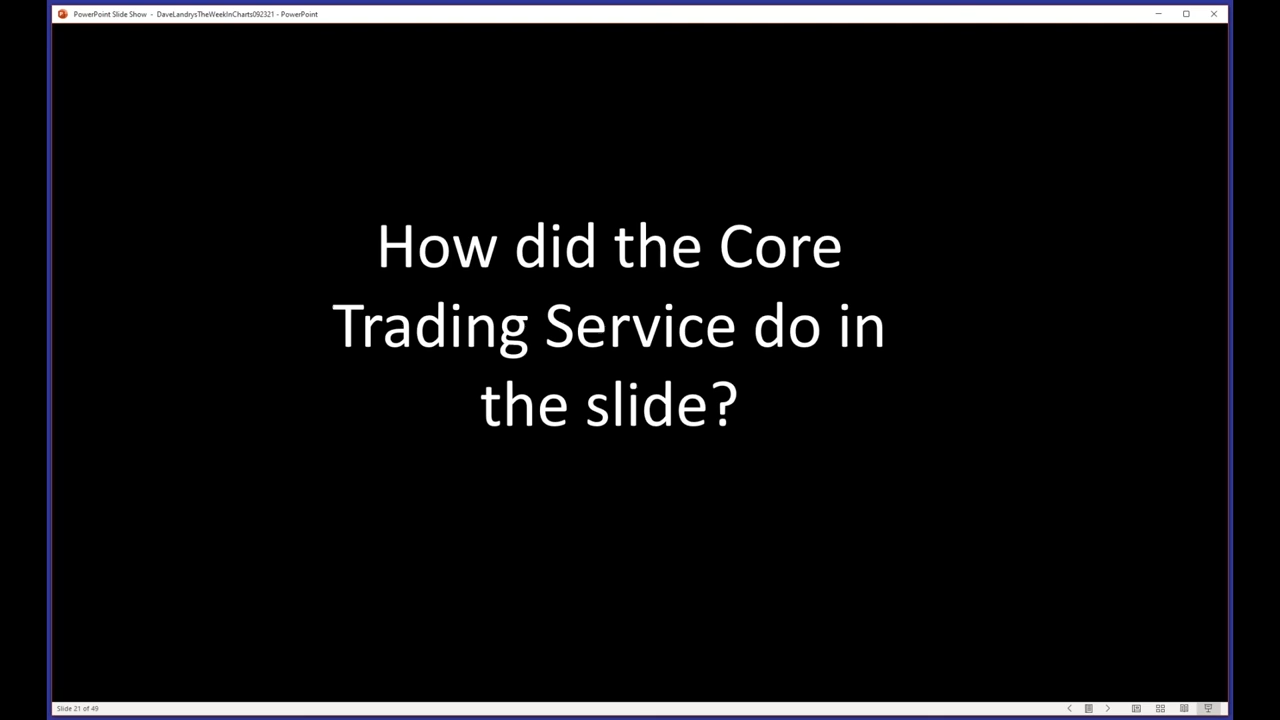 PowerPoint Slide Show - DaveLandrysTheWeekInCharts092321 - PowerPoint
How did the Core
Trading Service do in
the slide?
Slide 21 of 49